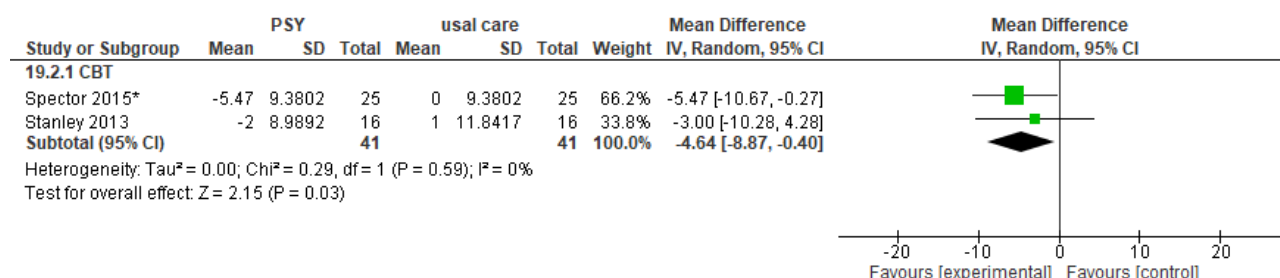 PSY usal care Mean Difference Mean Difference
Study or Subgroup Mean SD Total Mean SD Total Weight IV, Random, 95% CI IV, Random, 95% CI
19.2.1 CBT
Spector 2015* -5.47 9.3802 25 0 9.3802 25 66.2% -5.47 [-10.67, -0.27]
Stanley 2013 -2 8.9892 16 1 11.8417 16 33.8% -3.00 [-10.28, 4.28]
Subtotal (95% CI) 41 41 100.0% -4.64 [-8.87, -0.40]
Heterogeneity: Tau² = 0.00; Chi² = 0.29, df = 1 (P = 0.59); I² = 0%
Test for overall effect: Z = 2.15 (P = 0.03)
-20 -10 0 10 20
Favours [experimental] Favours [control]